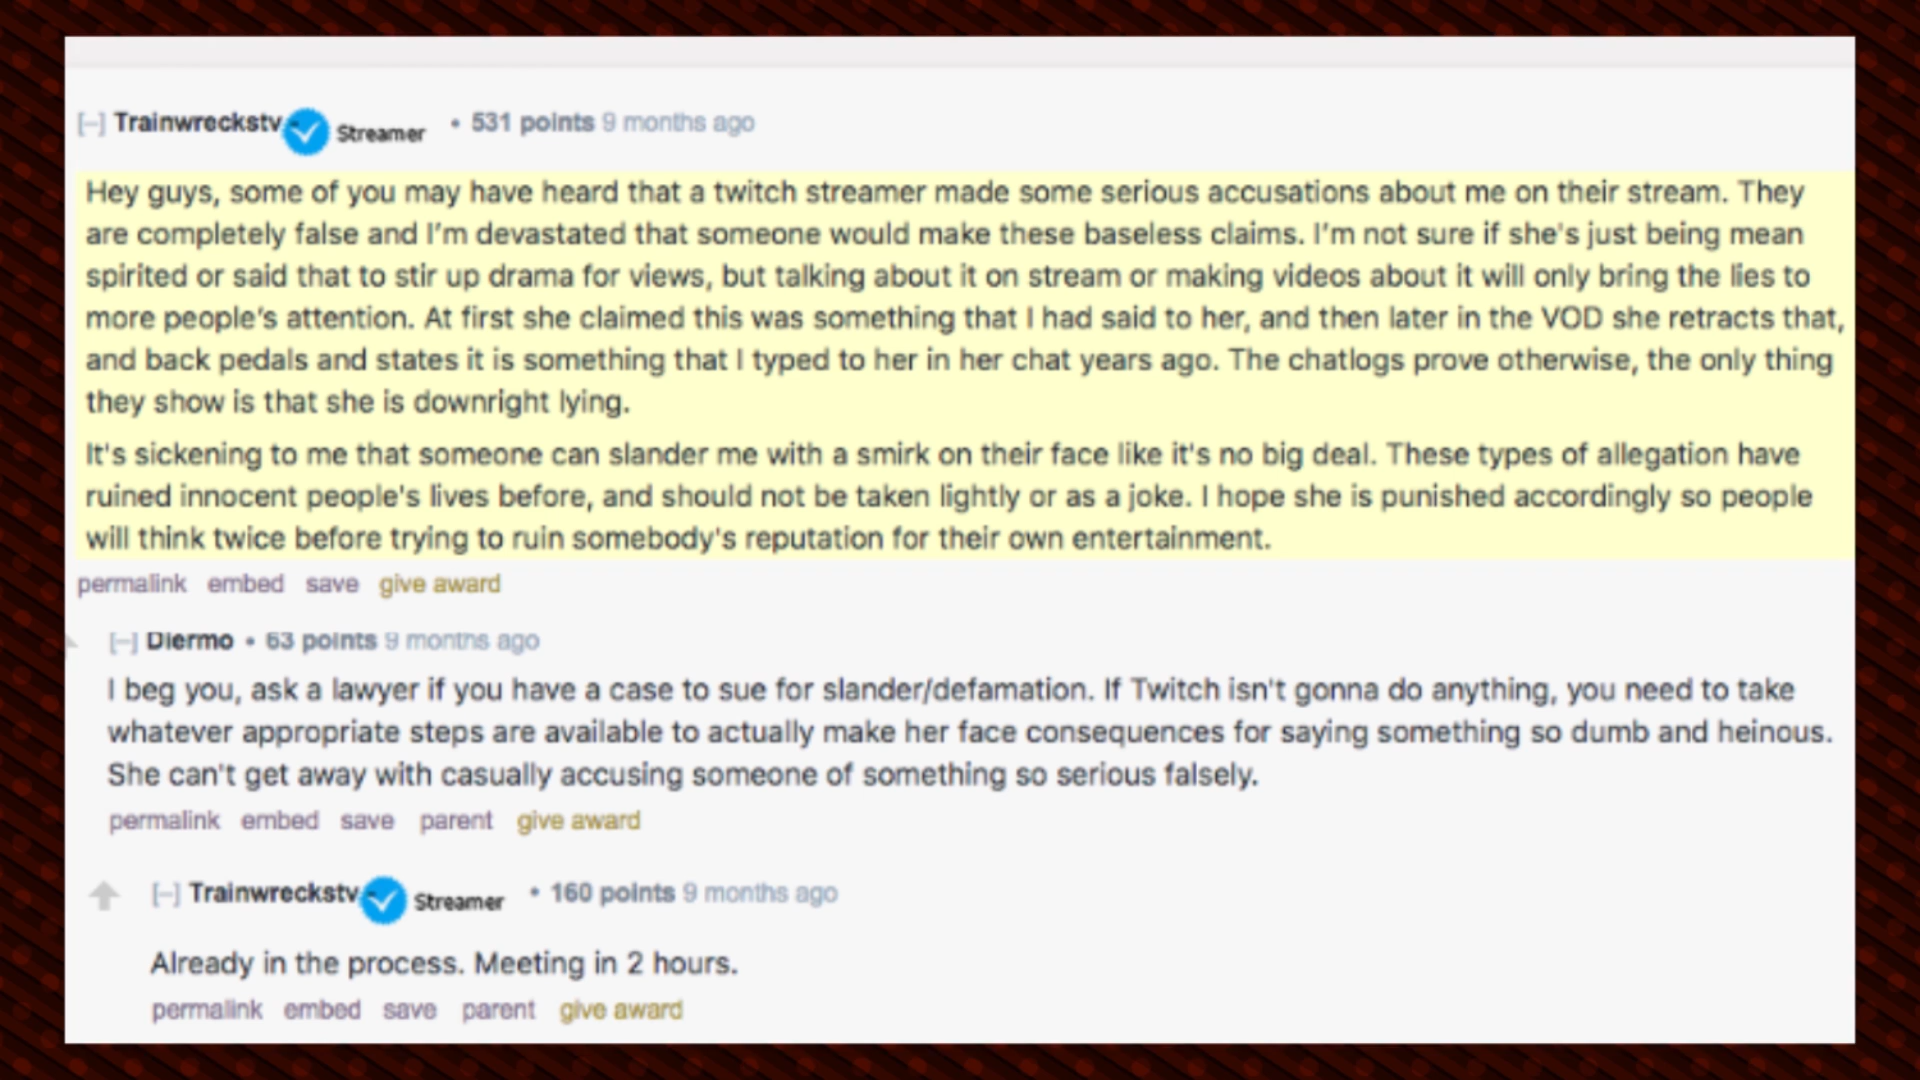 [–] Trainwreckstv Streamer • 531 points 9 months ago
Hey guys, some of you may have heard that a twitch streamer made some serious accusations about me on their stream. They
are completely false and I'm devastated that someone would make these baseless claims. I'm not sure if she's just being mean
spirited or said that to stir up drama for views, but talking about it on stream or making videos about it will only bring the lies to
more people's attention. At first she claimed this was something that I had said to her, and then later in the VOD she retracts that,
and back pedals and states it is something that I typed to her in her chat years ago. The chatlogs prove otherwise, the only thing
they show is that she is downright lying.
It's sickening to me that someone can slander me with a smirk on their face like it's no big deal. These types of allegation have
ruined innocent people's lives before, and should not be taken lightly or as a joke. I hope she is punished accordingly so people
will think twice before trying to ruin somebody's reputation for their own entertainment.
permalink embed save give award
[–] Diermo • 63 points 9 months ago
I beg you, ask a lawyer if you have a case to sue for slander/defamation. If Twitch isn't gonna do anything, you need to take
whatever appropriate steps are available to actually make her face consequences for saying something so dumb and heinous.
She can't get away with casually accusing someone of something so serious falsely.
permalink embed save parent give award
[–] Trainwreckstv Streamer • 160 points 9 months ago
Already in the process. Meeting in 2 hours.
permalink embed save parent give award